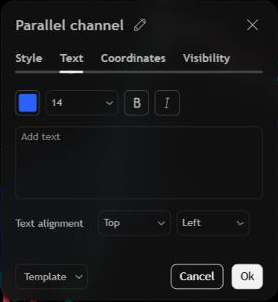 Parallel channel
Style Text Coordinates Visibility
14 B I
Add text
Text alignment Top Left
Template Cancel Ok